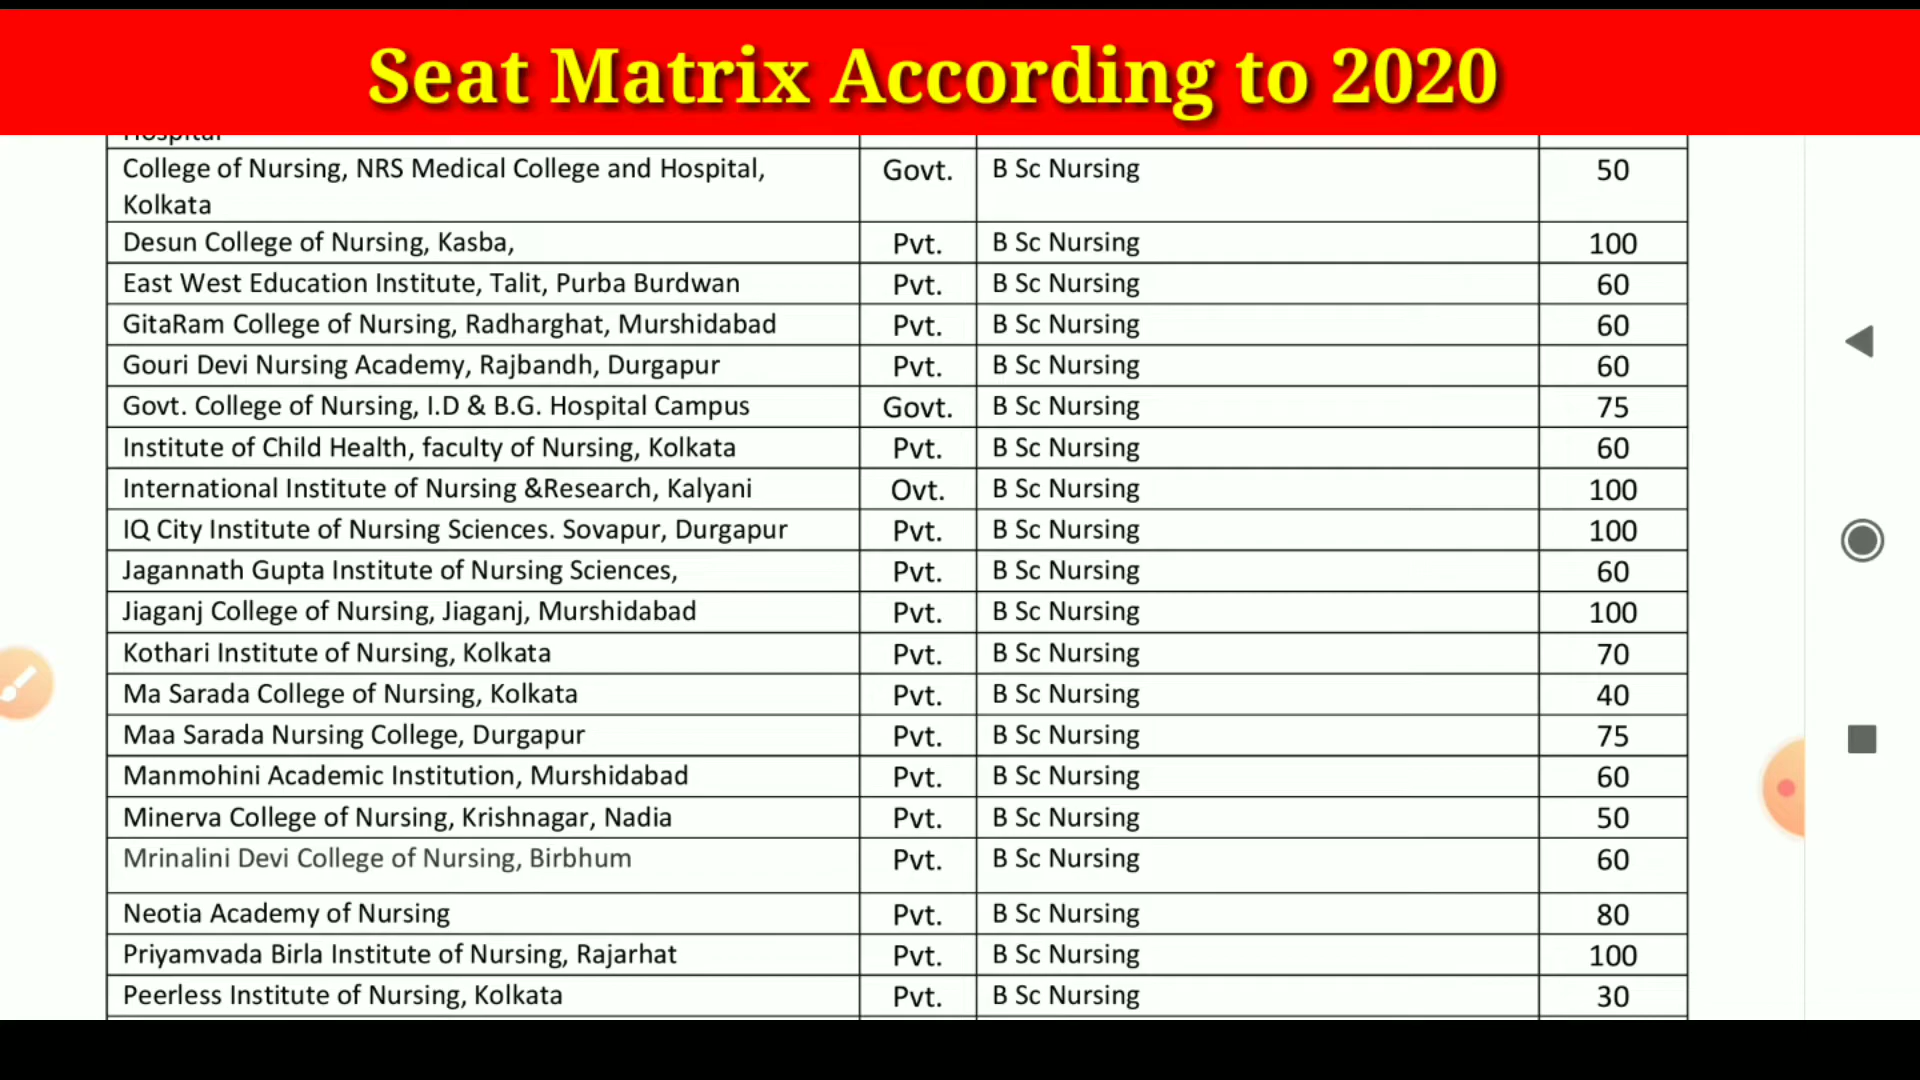 Seat Matrix According to 2020
Hospital
College of Nursing, NRS Medical College and Hospital, Govt. B Sc Nursing 50
Kolkata
Desun College of Nursing, Kasba, Pvt. B Sc Nursing 100
East West Education Institute, Talit, Purba Burdwan Pvt. B Sc Nursing 60
GitaRam College of Nursing, Radharghat, Murshidabad Pvt. B Sc Nursing 60
Gouri Devi Nursing Academy, Rajbandh, Durgapur Pvt. B Sc Nursing 60
Govt. College of Nursing, I.D & B.G. Hospital Campus Govt. B Sc Nursing 75
Institute of Child Health, faculty of Nursing, Kolkata Pvt. B Sc Nursing 60
International Institute of Nursing &Research, Kalyani Ovt. B Sc Nursing 100
IQ City Institute of Nursing Sciences. Sovapur, Durgapur Pvt. B Sc Nursing 100
Jagannath Gupta Institute of Nursing Sciences, Pvt. B Sc Nursing 60
Jiaganj College of Nursing, Jiaganj, Murshidabad Pvt. B Sc Nursing 100
Kothari Institute of Nursing, Kolkata Pvt. B Sc Nursing 70
Ma Sarada College of Nursing, Kolkata Pvt. B Sc Nursing 40
Maa Sarada Nursing College, Durgapur Pvt. B Sc Nursing 75
Manmohini Academic Institution, Murshidabad Pvt. B Sc Nursing 60
Minerva College of Nursing, Krishnagar, Nadia Pvt. B Sc Nursing 50
Mrinalini Devi College of Nursing, Birbhum Pvt. B Sc Nursing 60
Neotia Academy of Nursing Pvt. B Sc Nursing 80
Priyamvada Birla Institute of Nursing, Rajarhat Pvt. B Sc Nursing 100
Peerless Institute of Nursing, Kolkata Pvt. B Sc Nursing 30